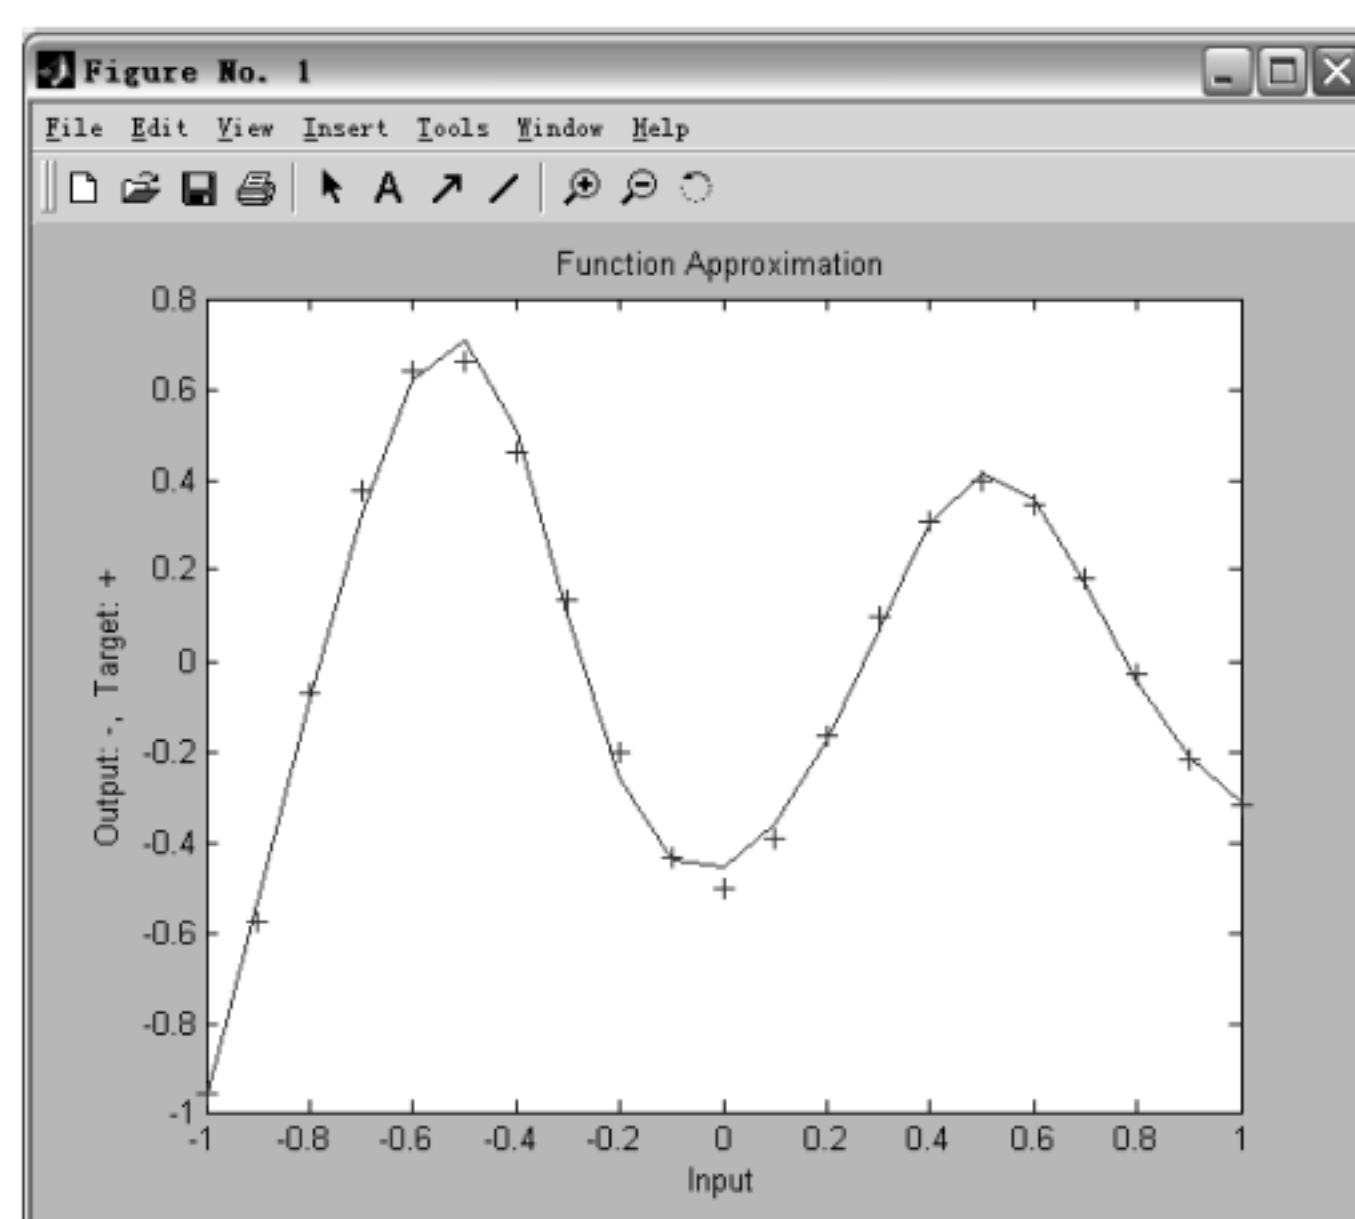 Figure No. 1
File Edit View Insert Tools Window Help
A
Function Approximation
0.8
0.6
0.4
0.2
0
-0.2
-0.4
-0.6
-0.8
-1
Output: -, Target: +
-1 -0.8 -0.6 -0.4 -0.2 0 0.2 0.4 0.6 0.8 1
Input